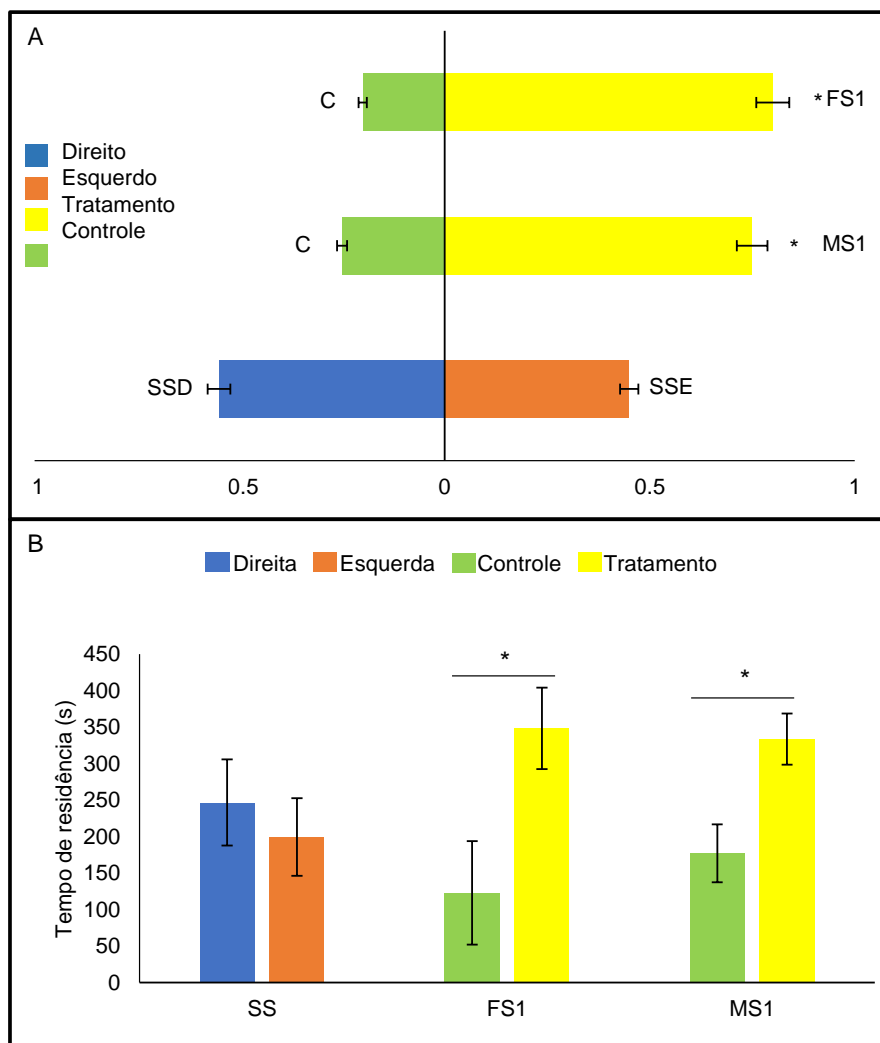 A
C * FS1
Direito
Esquerdo
Tratamento
Controle
C * MS1
SSD SSE
1 0.5 0 0.5 1
B
Direita Esquerda Controle Tratamento
Tempo de residência (s)
450
400
350
300
250
200
150
100
50
0
* *
SS FS1 MS1